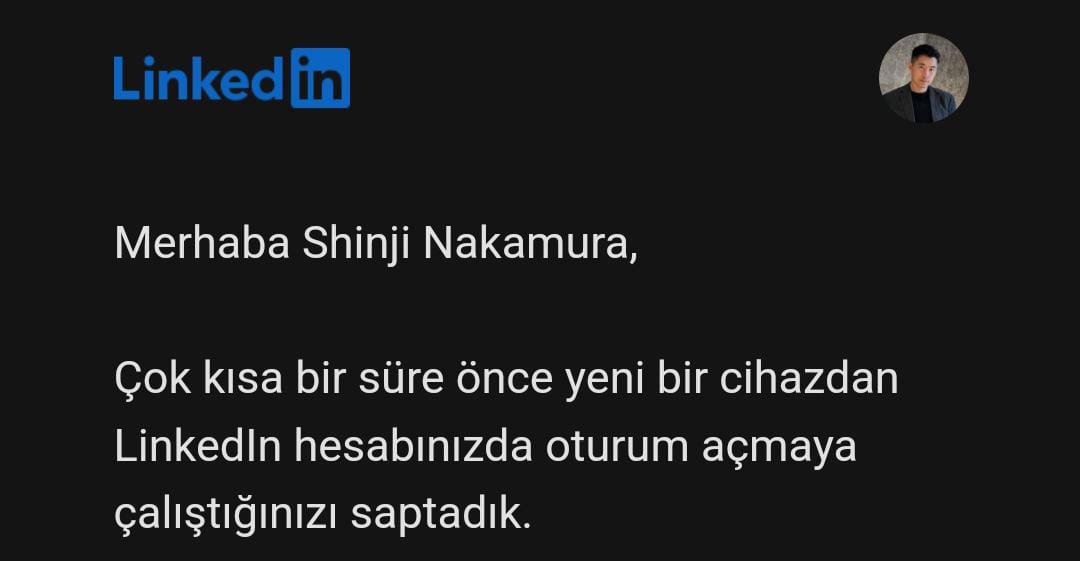 LinkedIn
Merhaba Shinji Nakamura,
Çok kısa bir süre önce yeni bir cihazdan
LinkedIn hesabınızda oturum açmaya
çalıştığınızı saptadık.